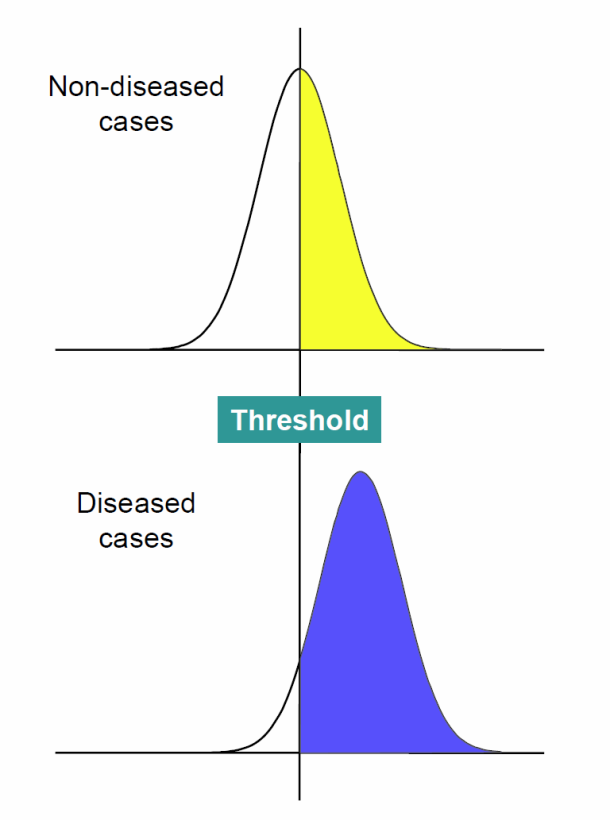 Non-diseased
cases
Threshold
Diseased
cases